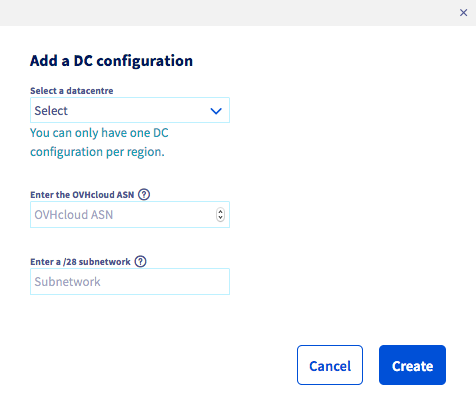 Add a DC configuration
Select a datacentre
Select
You can only have one DC
configuration per region.
Enter the OVHcloud ASN ?
OVHcloud ASN
Enter a /28 subnetwork ?
Subnetwork
Cancel
Create